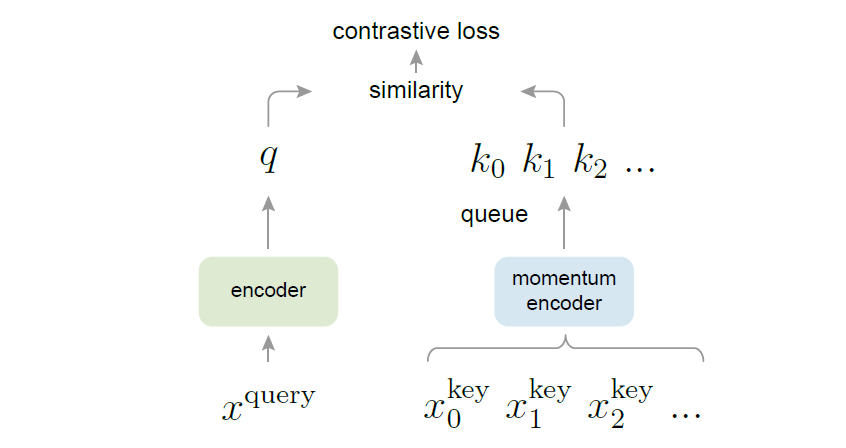 contrastive loss
similarity
q
k₀ k₁ k₂ ...
queue
encoder
momentum
encoder
x^query
x₀^key x₁^key x₂^key ...